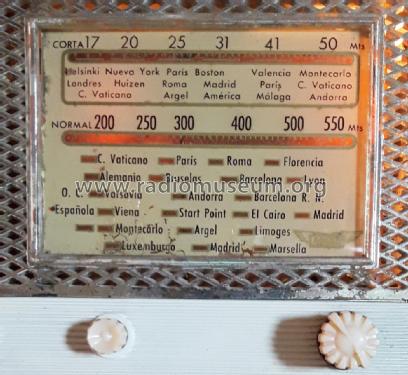 CORTA 17 20 25 31 41 50 Mts
Helsinki Nueva York París Boston Valencia Montecarlo
Londres Huizen Roma Madrid París C. Vaticano
C. Vaticano Argel América Málaga Andorra
NORMAL 200 250 300 400 500 550 Mts
C. Vaticano París Roma Florencia
Alemania Bruselas Barcelona Lyon
www.radiomuseum.org
O. C. Varsovia Andorra Barcelona R. N.
Española Viena Start Point El Cairo Madrid
Montecarlo Argel Limoges
Luxemburgo Madrid Marsella